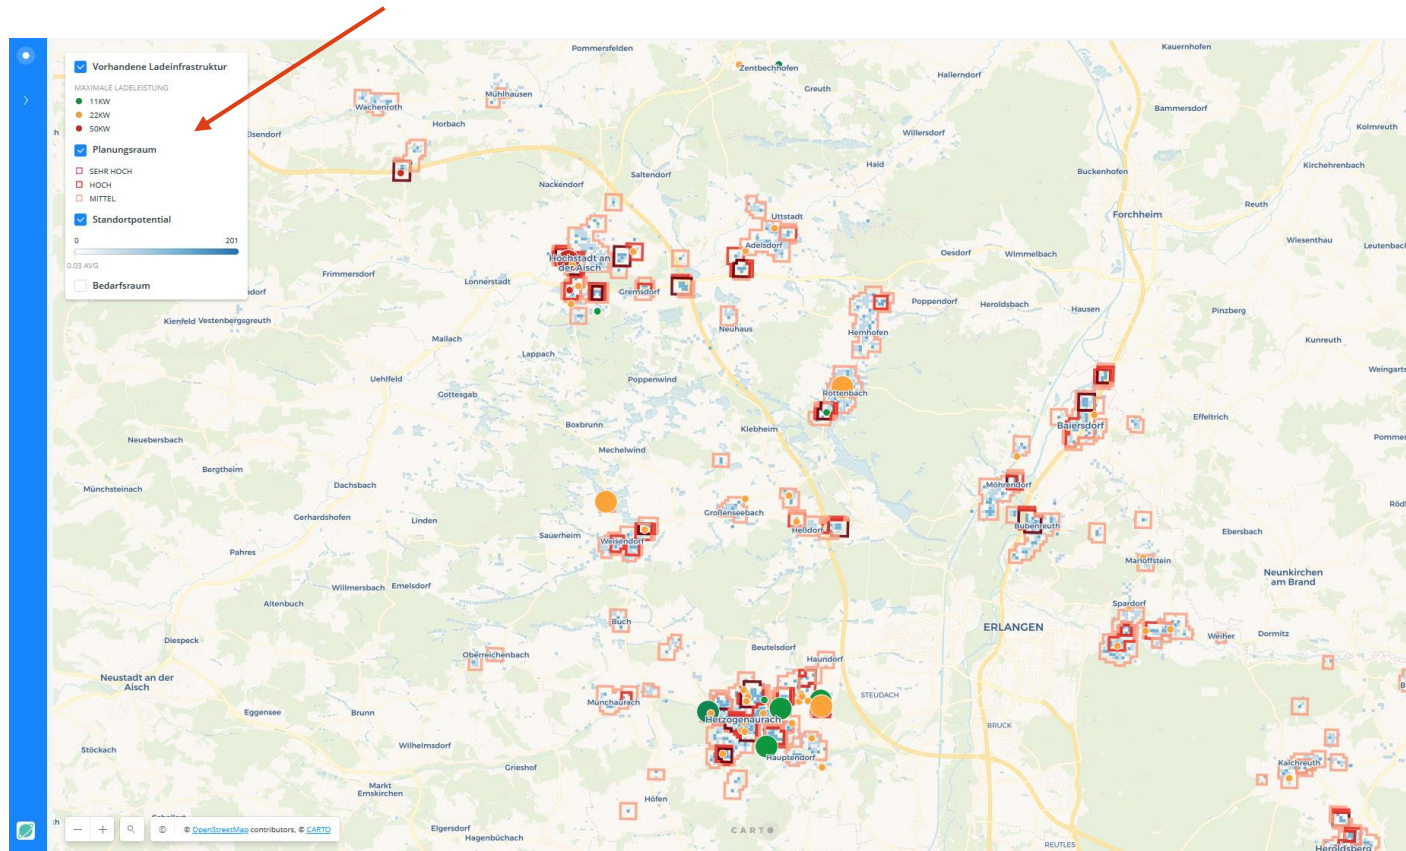 Vorhandene Ladeinfrastruktur
MAXIMALE LADELEISTUNG
11KW
22KW
50KW
Planungsraum
SEHR HOCH
HOCH
MITTEL
Standortpotential
0 201
0.03 AVG
Bedarfsraum
Pommersfelden
Kauernhofen
Zentbechhofen
Hallerndorf
Greuth
Mühlhausen
Wachenroth
Bammersdorf
Horbach
Elsendorf
Willersdorf
Kolmreuth
Haid
Kirchehrenbach
Buckenhofen
Saltendorf
Nackendorf
Reuth
Uttstadt
Forchheim
Wiesenthau
Leutenbach
Adelsdorf
Oesdorf
Wimmelbach
Höchstadt an
der Aisch
Frimmersdorf
Lonnerstadt
Gremsdorf
Poppendorf
Heroldsbach
Hausen
Pinzberg
Kienfeld
Vestenbergsgreuth
Neuhaus
Hemhofen
Mailach
Kunreuth
Lappach
Weingarts
Uehlfeld
Poppenwind
Röttenbach
Gottesgab
Effeltrich
Boxbrunn
Klebheim
Baiersdorf
Neuebersbach
Mechelwind
Bergtheim
Dachsbach
Möhrendorf
Münchsteinach
Großenseebach
Gerhardshofen
Linden
Heßdorf
Bubenreuth
Ebersbach
Sauerheim
Weisendorf
Pahres
Marloffstein
Neunkirchen
am Brand
Willmersbach
Emelsdorf
Altenbuch
Spardorf
Buch
ERLANGEN
Weiher
Dormitz
Diespeck
Beutelsdorf
Oberreichenbach
Haundorf
Neustadt an der
Aisch
STEUDACH
Münchaurach
Eggensee
Brunn
Herzogenaurach
BRUCK
Stöckach
Wilhelmsdorf
Hauptendorf
Grieshof
Kalchreuth
Markt
Emskirchen
Höfen
Elgersdorf
Hagenbüchach
CARTO
REUTLES
Heroldsberg
© © OpenStreetMap contributors, © CARTO